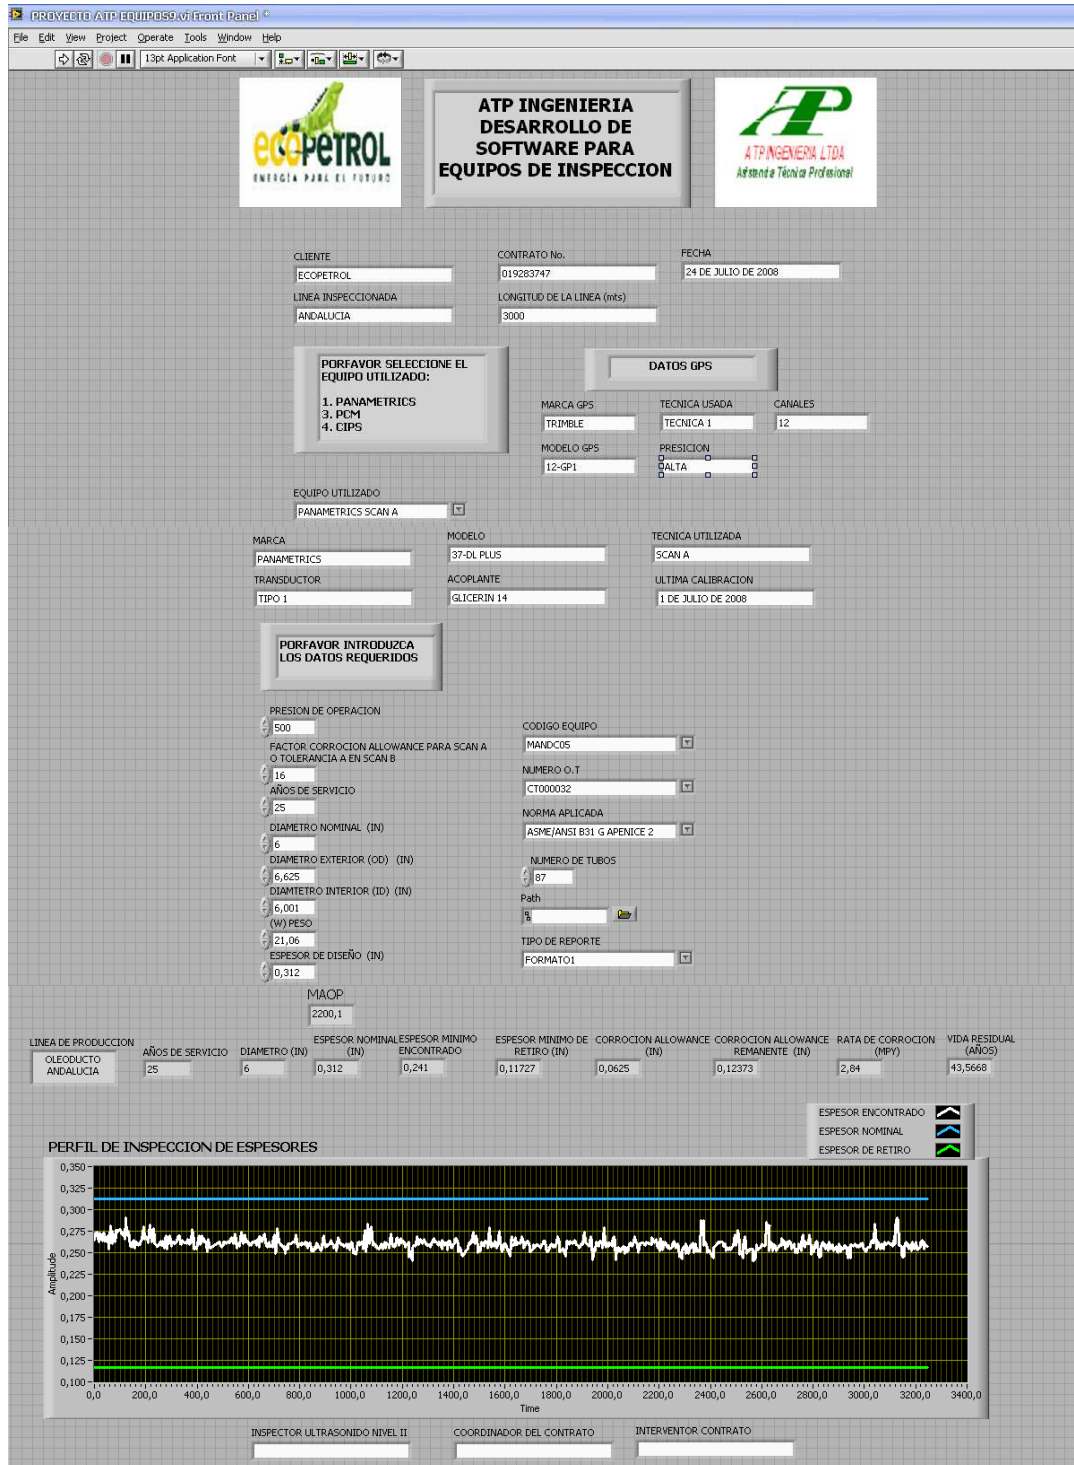 PROYECTO ATP EQUIPOS9.vi Front Panel *
File Edit View Project Operate Tools Window Help
13pt Application Font
ecopetrol
ENERGÍA PARA EL FUTURO
ATP INGENIERIA
DESARROLLO DE
SOFTWARE PARA
EQUIPOS DE INSPECCION
ATP INGENIERIA LTDA
Asistencia Técnica Profesional
CLIENTE
ECOPETROL
CONTRATO No.
019283747
FECHA
24 DE JULIO DE 2008
LINEA INSPECCIONADA
ANDALUCIA
LONGITUD DE LA LINEA (mts)
3000
PORFAVOR SELECCIONE EL
EQUIPO UTILIZADO:
1. PANAMETRICS
3. PCM
4. CIPS
DATOS GPS
MARCA GPS
TRIMBLE
TECNICA USADA
TECNICA 1
CANALES
12
MODELO GPS
12-GP1
PRESICION
ALTA
EQUIPO UTILIZADO
PANAMETRICS SCAN A
MARCA
PANAMETRICS
MODELO
37-DL PLUS
TECNICA UTILIZADA
SCAN A
TRANSDUCTOR
TIPO 1
ACOPLANTE
GLICERIN 14
ULTIMA CALIBRACION
1 DE JULIO DE 2008
PORFAVOR INTRODUZCA
LOS DATOS REQUERIDOS
PRESION DE OPERACION
500
FACTOR CORROCION ALLOWANCE PARA SCAN A
O TOLERANCIA A EN SCAN B
16
AÑOS DE SERVICIO
25
DIAMETRO NOMINAL (IN)
6
DIAMETRO EXTERIOR (OD) (IN)
6,625
DIAMTETRO INTERIOR (ID) (IN)
6,001
(W) PESO
21,06
ESPESOR DE DISEÑO (IN)
0,312
CODIGO EQUIPO
MANDC05
NUMERO O.T
CT000032
NORMA APLICADA
ASME/ANSI B31 G APENICE 2
NUMERO DE TUBOS
87
Path
TIPO DE REPORTE
FORMATO1
MAOP
2200,1
LINEA DE PRODUCCION
OLEODUCTO
ANDALUCIA
AÑOS DE SERVICIO
25
DIAMETRO (IN)
6
ESPESOR NOMINAL
(IN)
0,312
ESPESOR MINIMO
ENCONTRADO
0,241
ESPESOR MINIMO DE
RETIRO (IN)
0,11727
CORROCION ALLOWANCE
(IN)
0,0625
CORROCION ALLOWANCE
REMANENTE (IN)
0,12373
RATA DE CORROCION
(MPY)
2,84
VIDA RESIDUAL
(AÑOS)
43,5668
ESPESOR ENCONTRADO
ESPESOR NOMINAL
ESPESOR DE RETIRO
PERFIL DE INSPECCION DE ESPESORES
Amplitude
0,350
0,325
0,300
0,275
0,250
0,225
0,200
0,175
0,150
0,125
0,100
0,0 200,0 400,0 600,0 800,0 1000,0 1200,0 1400,0 1600,0 1800,0 2000,0 2200,0 2400,0 2600,0 2800,0 3000,0 3200,0 3400,0
Time
INSPECTOR ULTRASONIDO NIVEL II
COORDINADOR DEL CONTRATO
INTERVENTOR CONTRATO